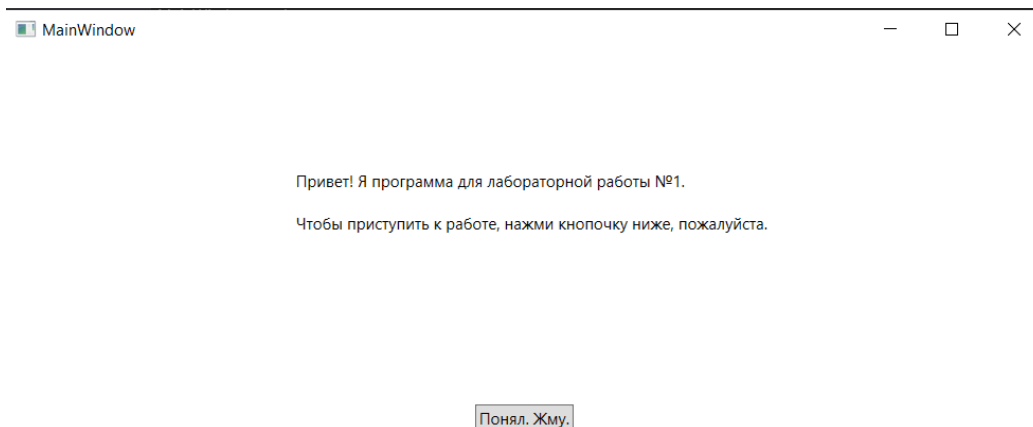 MainWindow
Привет! Я программа для лабораторной работы №1.
Чтобы приступить к работе, нажми кнопочку ниже, пожалуйста.
Понял. Жму.